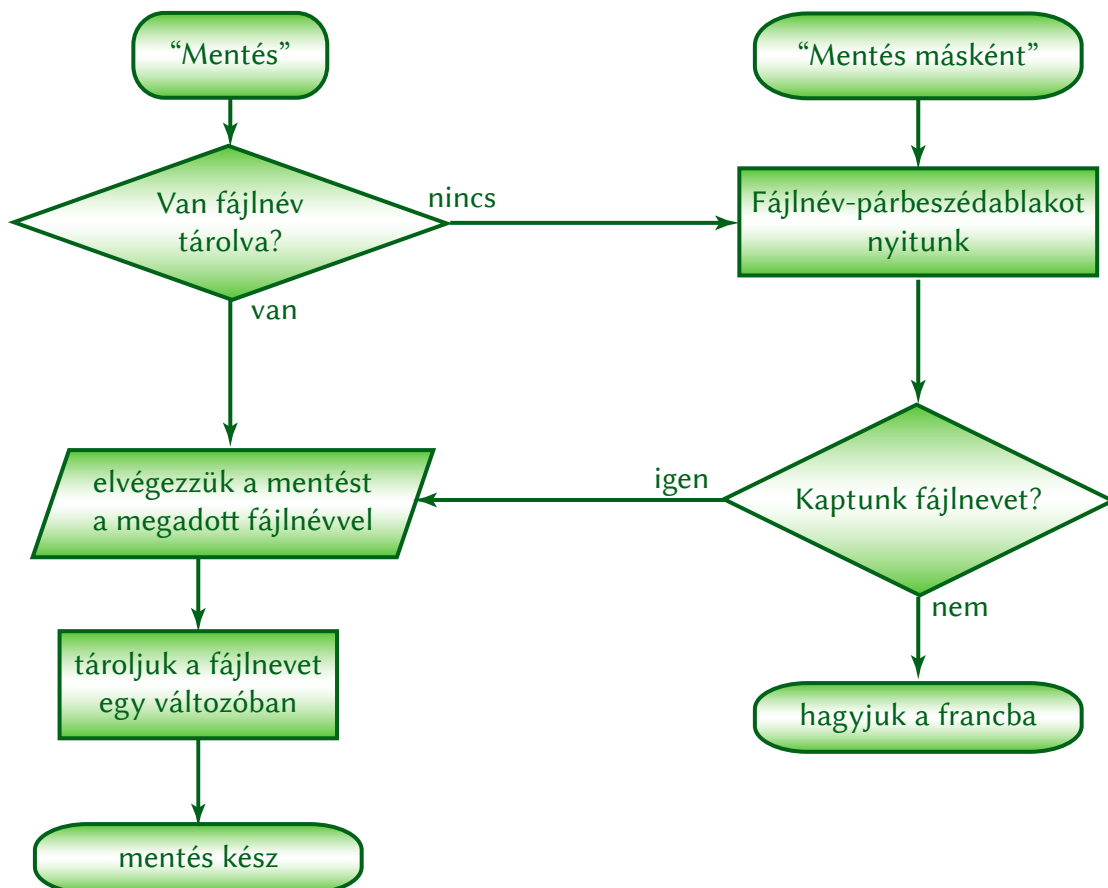 “Mentés”
“Mentés másként”
Van fájlnév
tárolva?
nincs
van
Fájlnév-párbeszédablakot
nyitunk
Kaptunk fájlnevet?
igen
nem
elvégezzük a mentést
a megadott fájlnévvel
tároljuk a fájlnevet
egy változóban
hagyjuk a francba
mentés kész